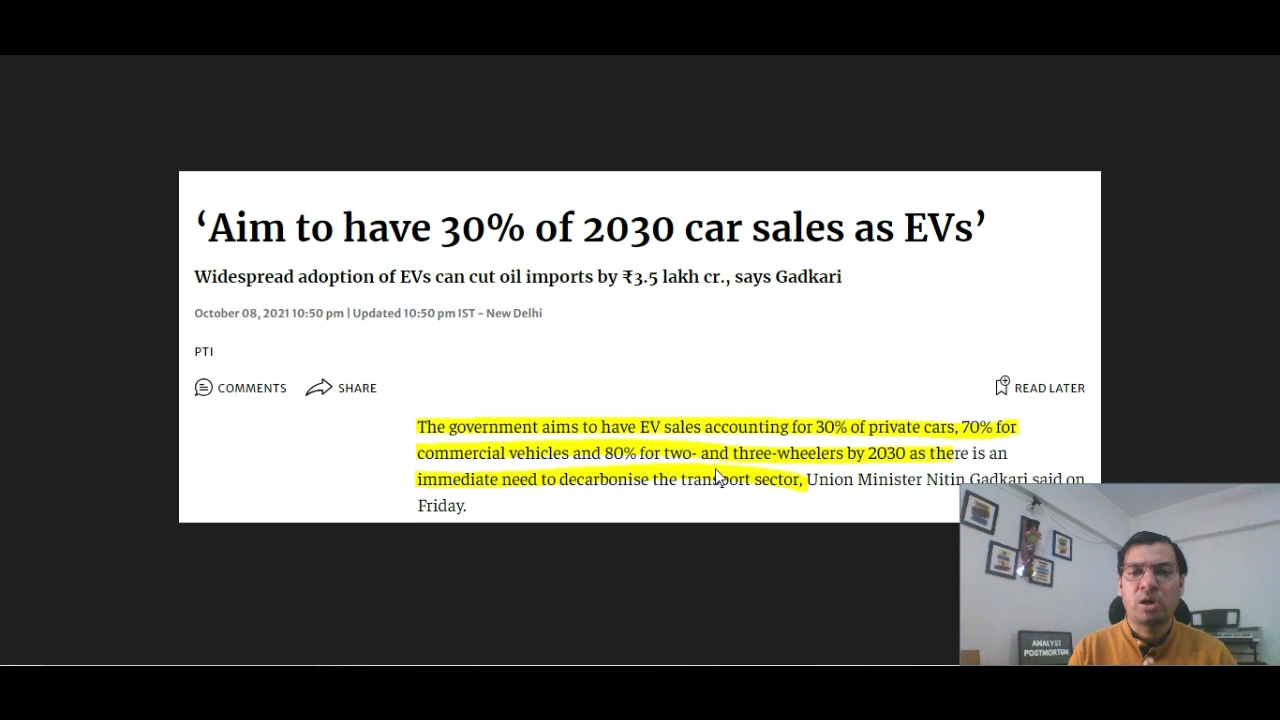 ‘Aim to have 30% of 2030 car sales as EVs’
Widespread adoption of EVs can cut oil imports by ₹3.5 lakh cr., says Gadkari
October 08, 2021 10:50 pm | Updated 10:50 pm IST - New Delhi
PTI
COMMENTS SHARE READ LATER
The government aims to have EV sales accounting for 30% of private cars, 70% for
commercial vehicles and 80% for two- and three-wheelers by 2030 as there is an
immediate need to decarbonise the transport sector, Union Minister Nitin Gadkari said on
Friday.
ANALYST
POSTMORTEM